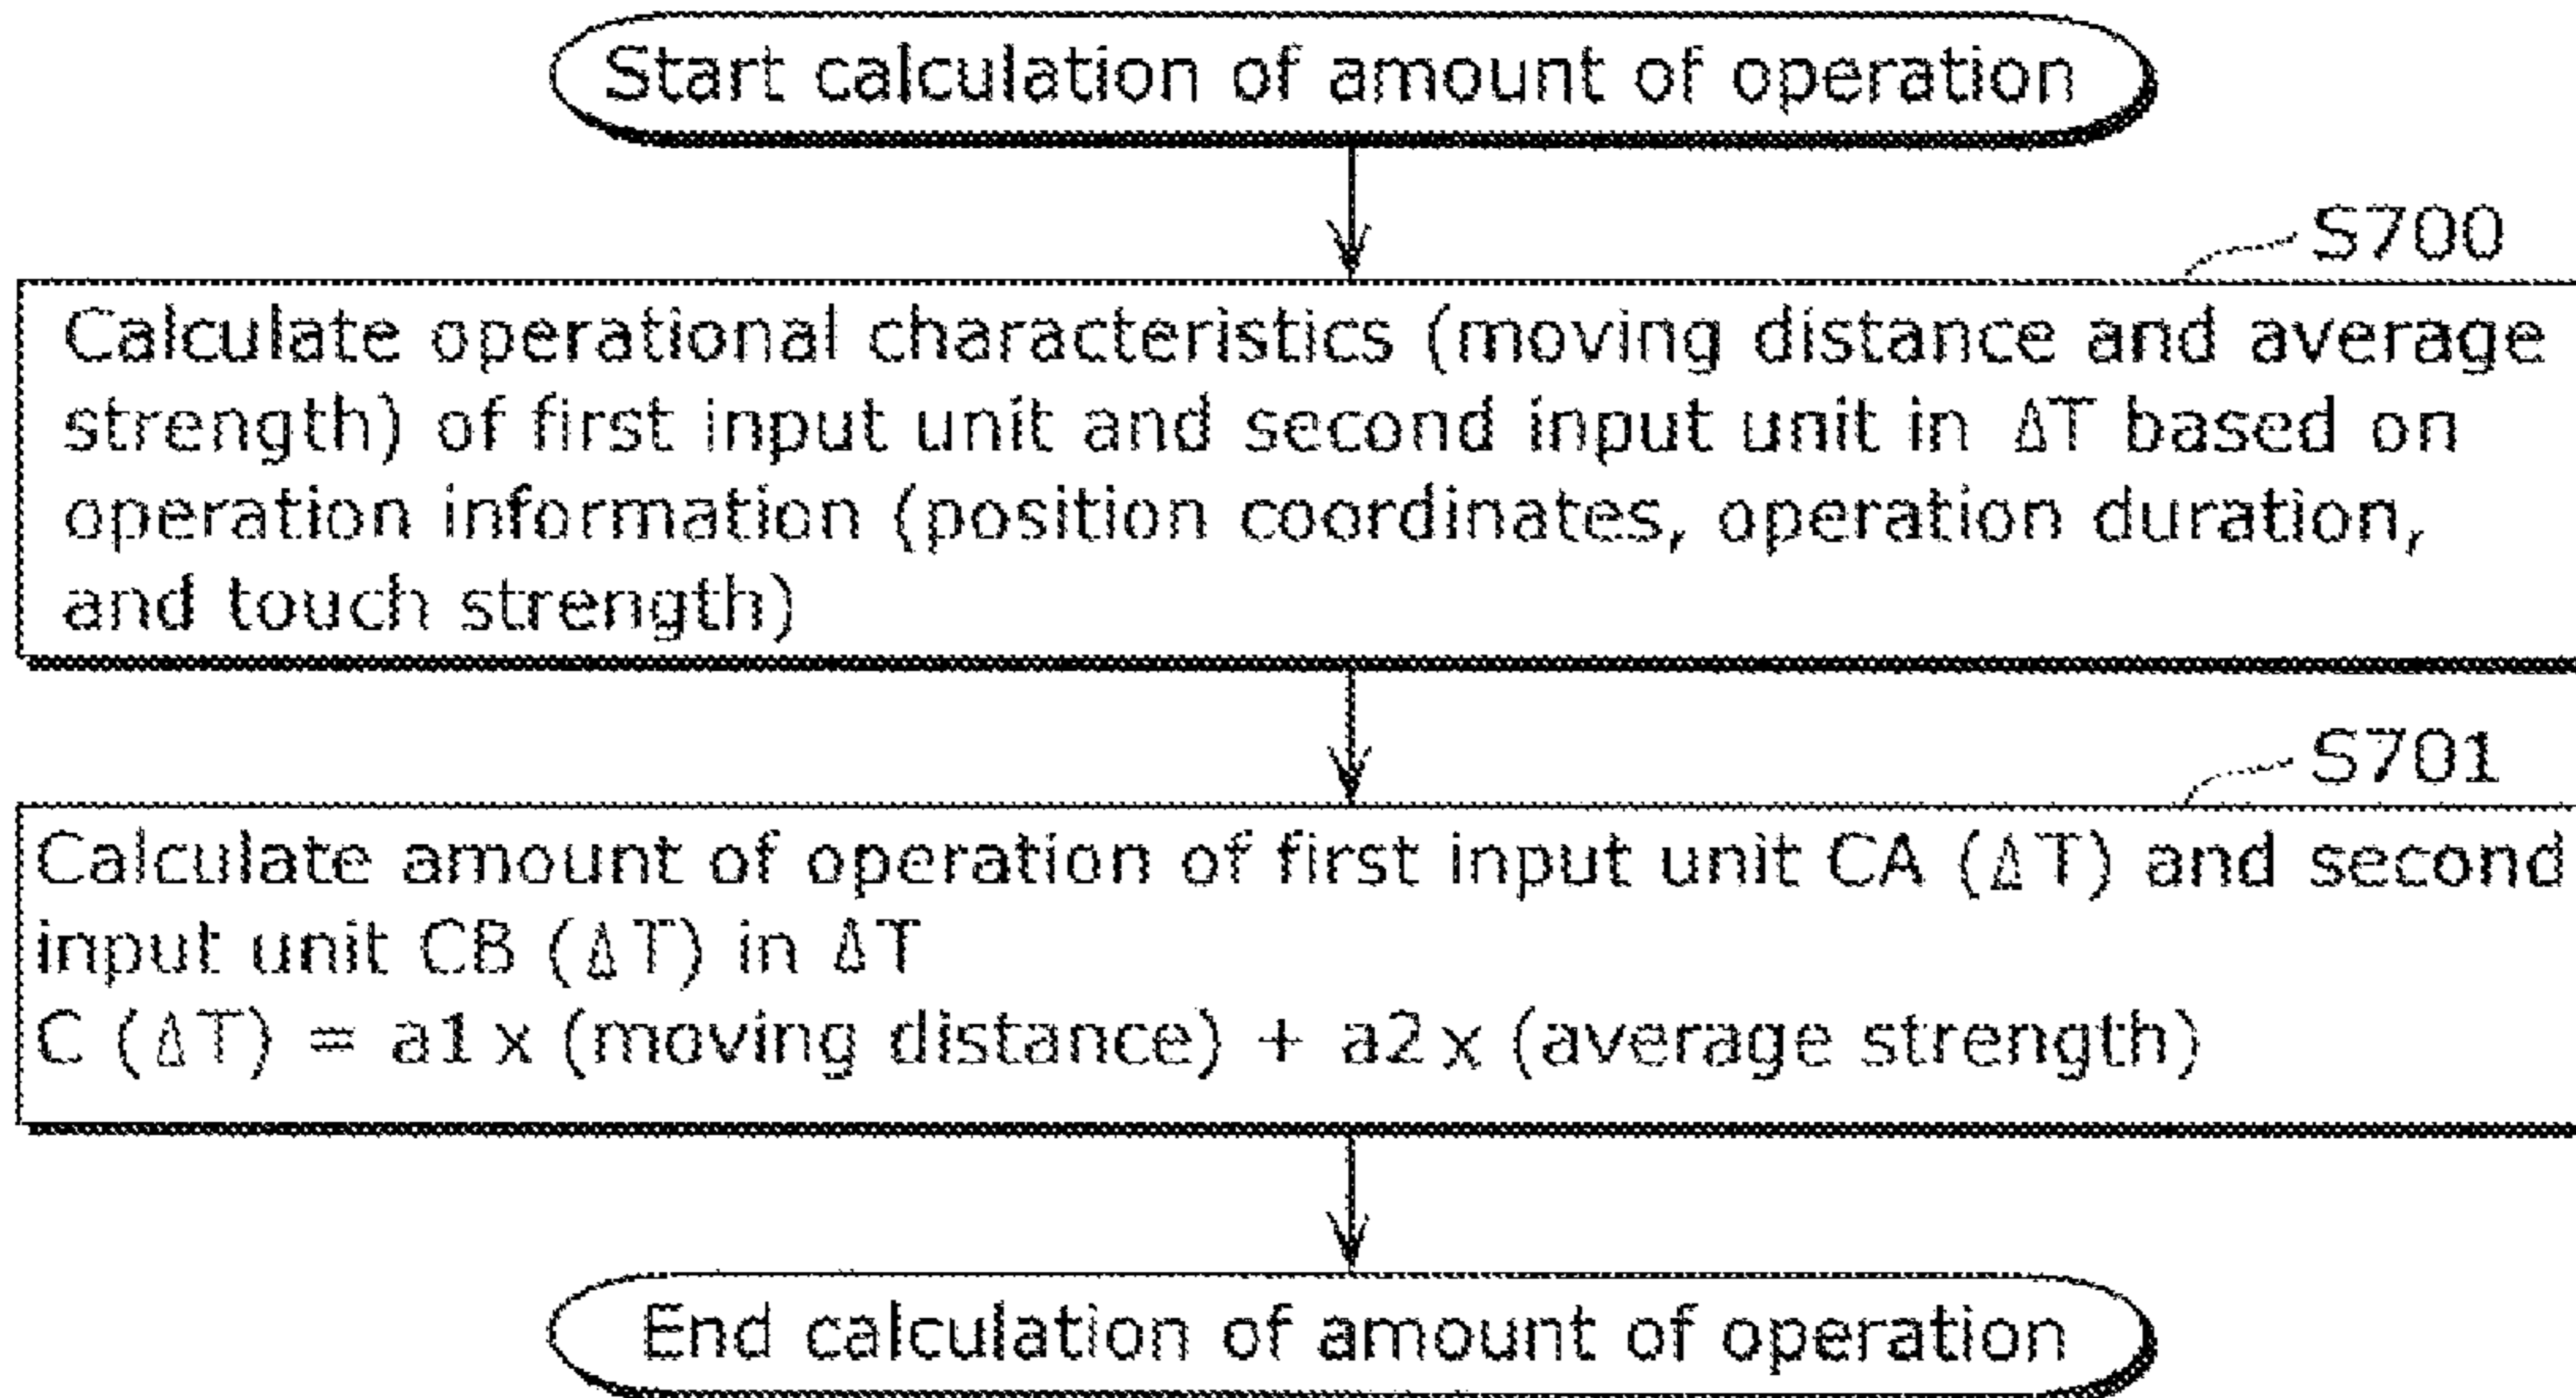 Start calculation of amount of operation
S700
Calculate operational characteristics (moving distance and average
strength) of first input unit and second input unit in ΔT based on
operation information (position coordinates, operation duration,
and touch strength)
S701
Calculate amount of operation of first input unit CA (ΔT) and second
input unit CB (ΔT) in ΔT
C (ΔT) = a1 x (moving distance) + a2 x (average strength)
End calculation of amount of operation